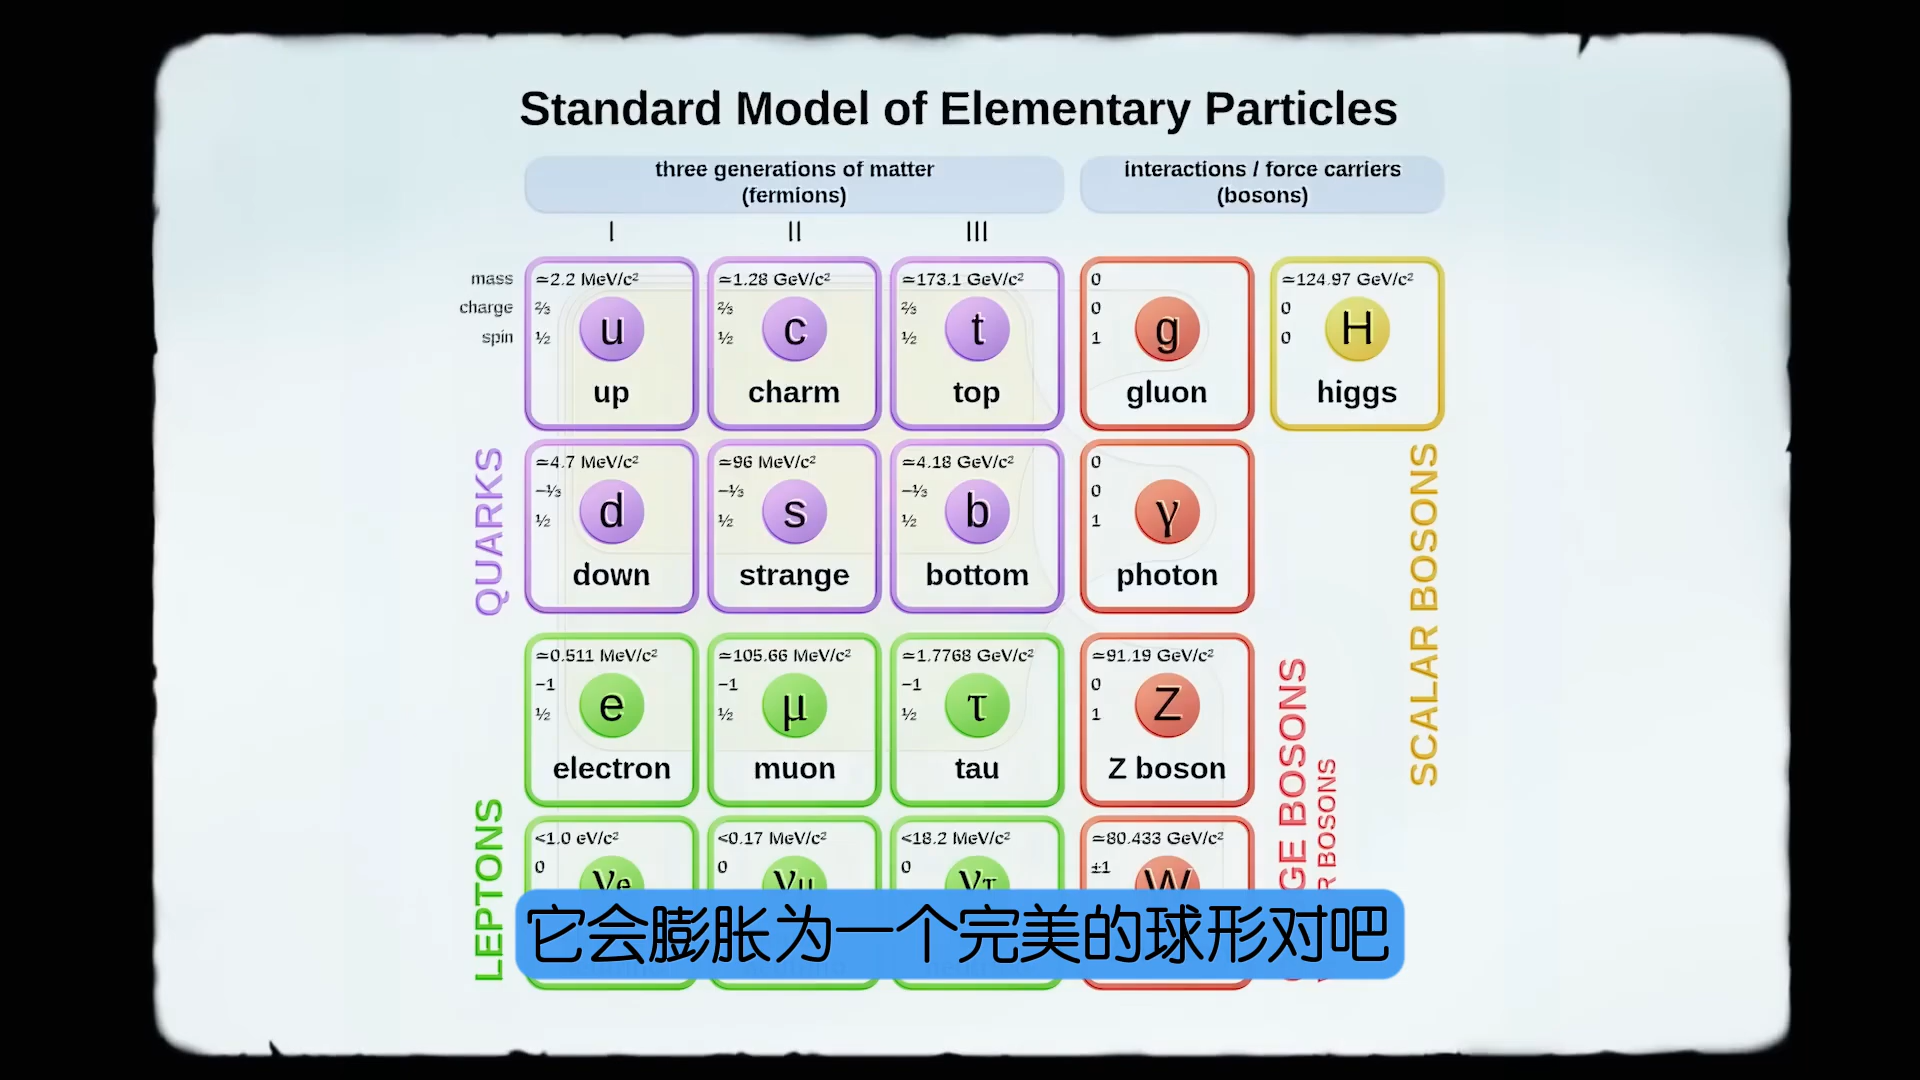 Standard Model of Elementary Particles
three generations of matter
(fermions)
interactions / force carriers
(bosons)
I
II
III
mass
charge
spin
≃2.2 MeV/c²
⅔
½
u
up
≃1.28 GeV/c²
⅔
½
c
charm
≃173.1 GeV/c²
⅔
½
t
top
0
0
1
g
gluon
≃124.97 GeV/c²
0
0
H
higgs
QUARKS
≃4.7 MeV/c²
−⅓
½
d
down
≃96 MeV/c²
−⅓
½
s
strange
≃4.18 GeV/c²
−⅓
½
b
bottom
0
0
1
γ
photon
SCALAR BOSONS
≃0.511 MeV/c²
−1
½
e
electron
≃105.66 MeV/c²
−1
½
μ
muon
≃1.7768 GeV/c²
−1
½
τ
tau
≃91.19 GeV/c²
0
1
Z
Z boson
LEPTONS
<1.0 eV/c²
0
νe
<0.17 MeV/c²
0
νμ
<18.2 MeV/c²
0
ντ
≃80.433 GeV/c²
±1
W
BOSONS
BOSONS
它会膨胀为一个完美的球形对吧